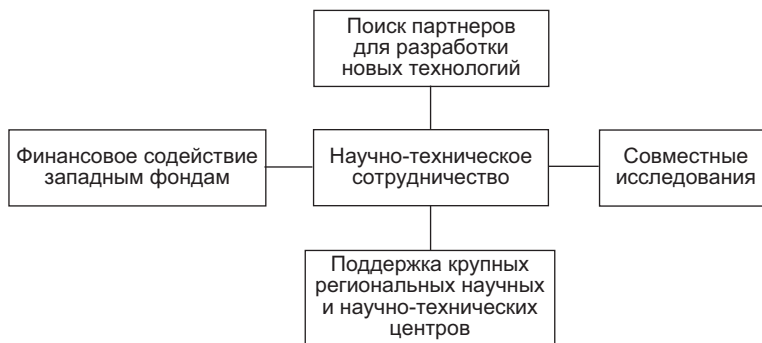 Поиск партнеров
для разработки
новых технологий
Финансовое содействие
западным фондам
Научно-техническое
сотрудничество
Совместные
исследования
Поддержка крупных
региональных научных
и научно-технических
центров